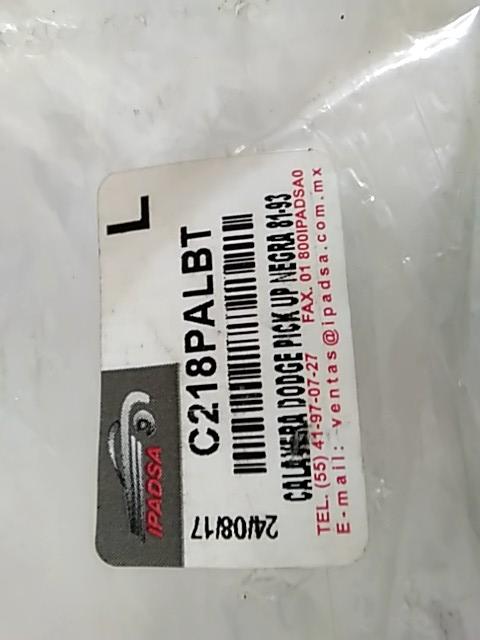 L
IPADSA
C218PALBT
24/08/17
CALAVERA DODGE PICK UP NEGRA 81-93
TEL. (55) 41-97-07-27 FAX. 01 800IPADSA0
E-mail: ventas@ipadsa.com.mx